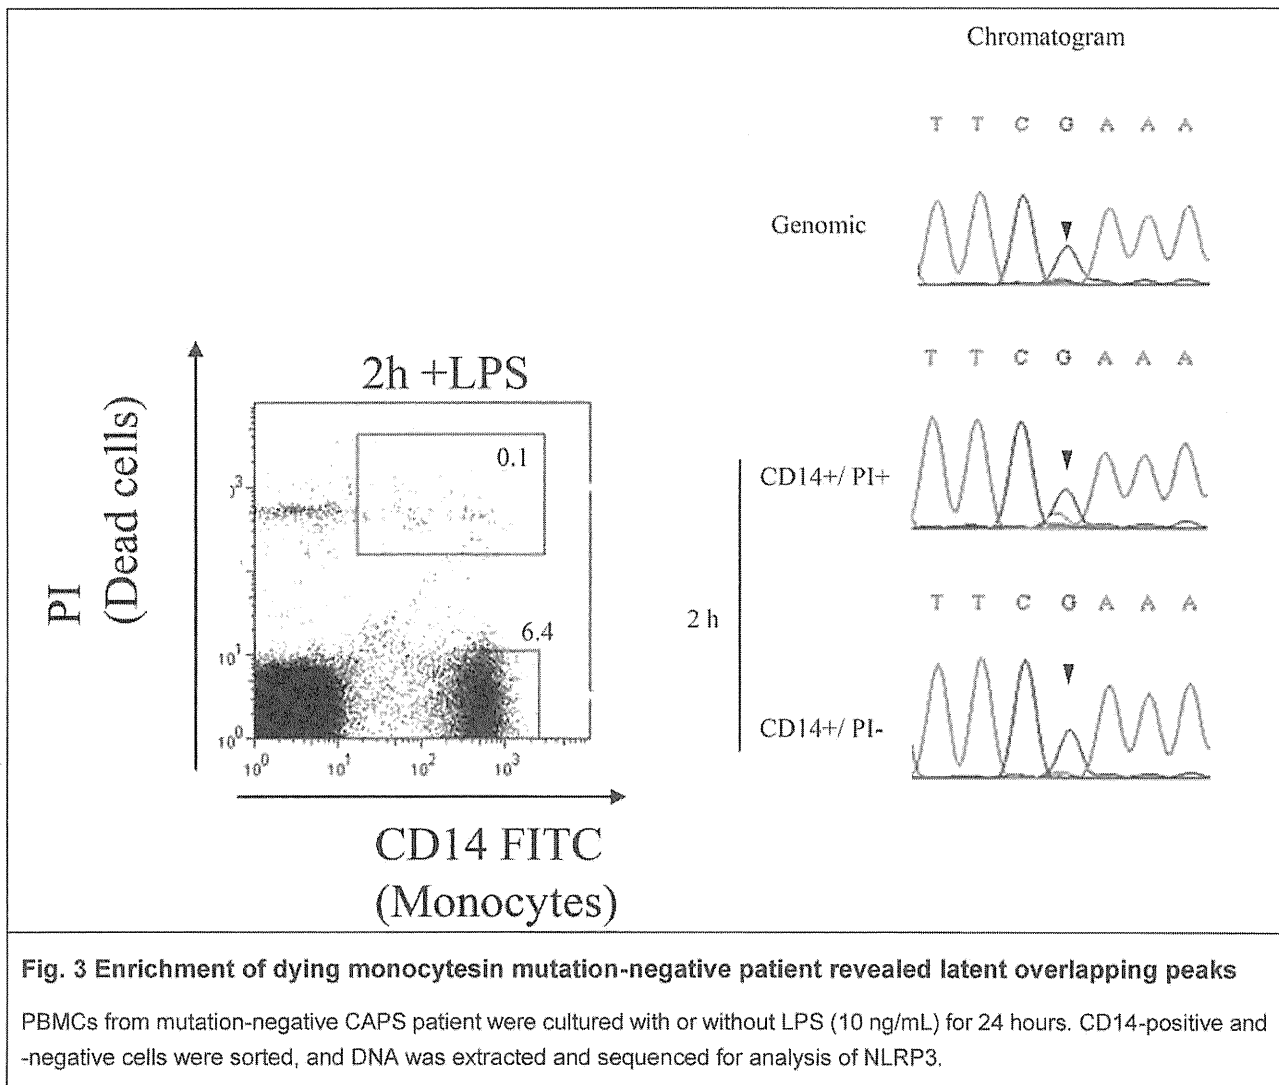 Chromatogram
T T C G A A A
Genomic
T T C G A A A
2h +LPS
0.1
CD14+/ PI+
)3
PI
(Dead cells)
T T C G A A A
2 h
6.4
10^1
CD14+/ PI-
10^0
10^0 10^1 10^2 10^3
CD14 FITC
(Monocytes)
Fig. 3 Enrichment of dying monocytesin mutation-negative patient revealed latent overlapping peaks
PBMCs from mutation-negative CAPS patient were cultured with or without LPS (10 ng/mL) for 24 hours. CD14-positive and
-negative cells were sorted, and DNA was extracted and sequenced for analysis of NLRP3.